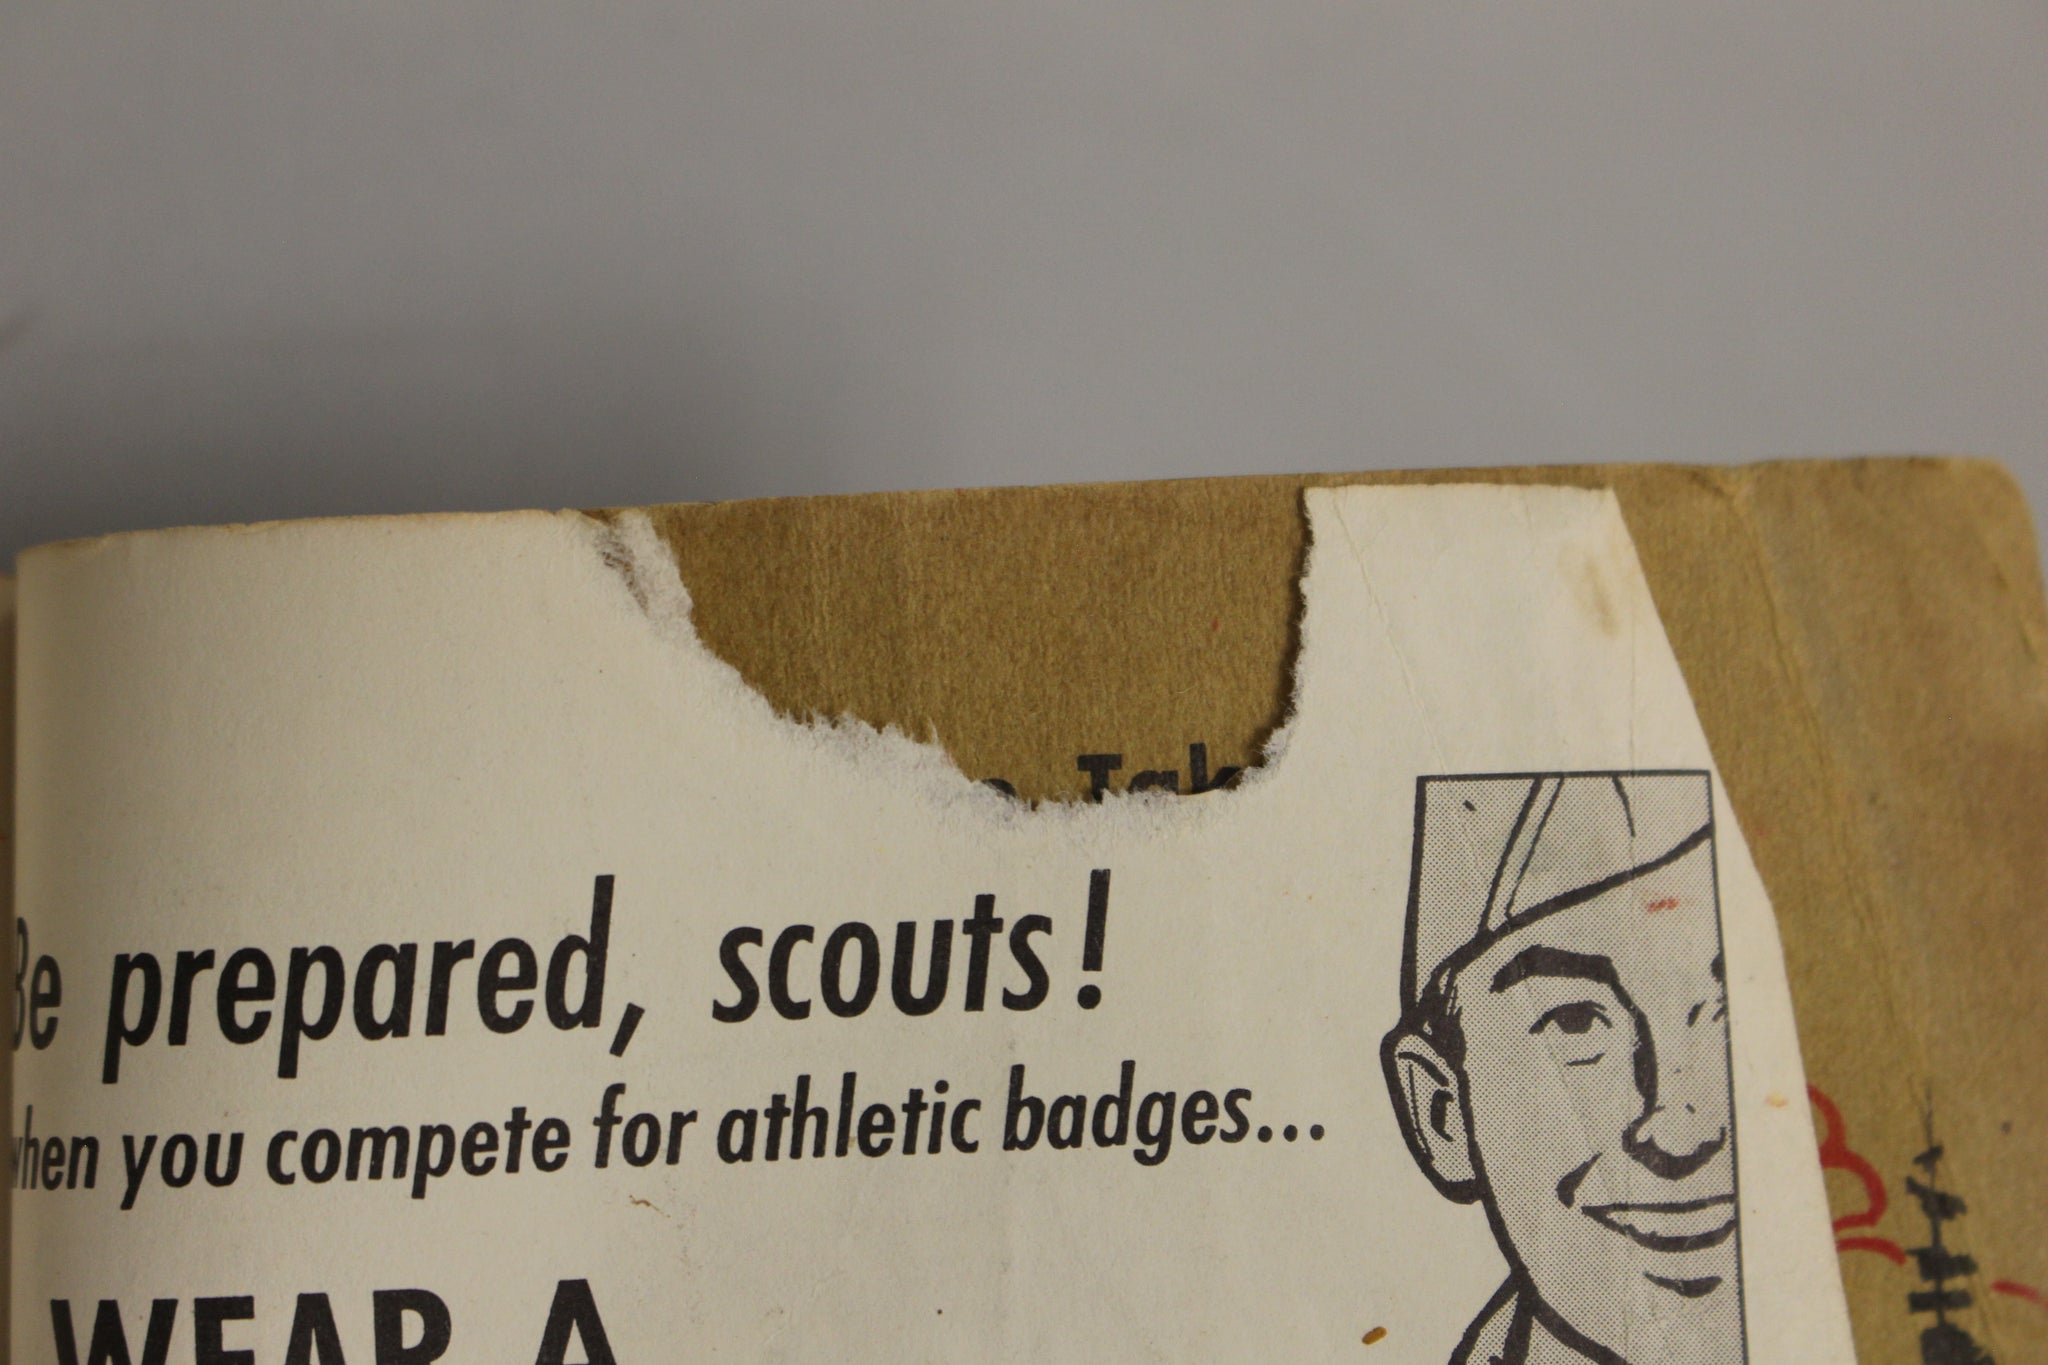 Be prepared, scouts!
when you compete for athletic badges...
WEAR A